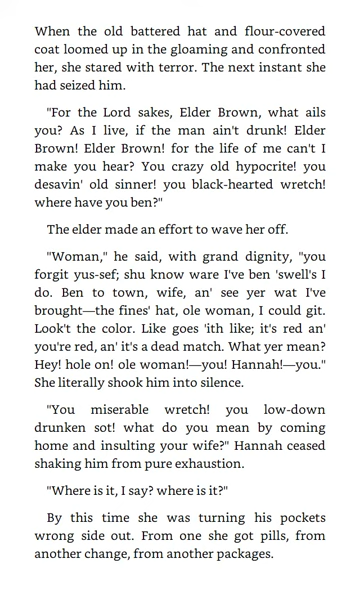 When the old battered hat and flour-covered
coat loomed up in the gloaming and confronted
her, she stared with terror. The next instant she
had seized him.
"For the Lord sakes, Elder Brown, what ails
you? As I live, if the man ain't drunk! Elder
Brown! Elder Brown! for the life of me can't I
make you hear? You crazy old hypocrite! you
desavin' old sinner! you black-hearted wretch!
where have you ben?"
The elder made an effort to wave her off.
"Woman," he said, with grand dignity, "you
forgit yus-sef; shu know ware I've ben 'swell's I
do. Ben to town, wife, an' see yer wat I've
brought—the fines' hat, ole woman, I could git.
Look't the color. Like goes 'ith like; it's red an'
you're red, an' it's a dead match. What yer mean?
Hey! hole on! ole woman!—you! Hannah!—you."
She literally shook him into silence.
"You miserable wretch! you low-down
drunken sot! what do you mean by coming
home and insulting your wife?" Hannah ceased
shaking him from pure exhaustion.
"Where is it, I say? where is it?"
By this time she was turning his pockets
wrong side out. From one she got pills, from
another change, from another packages.